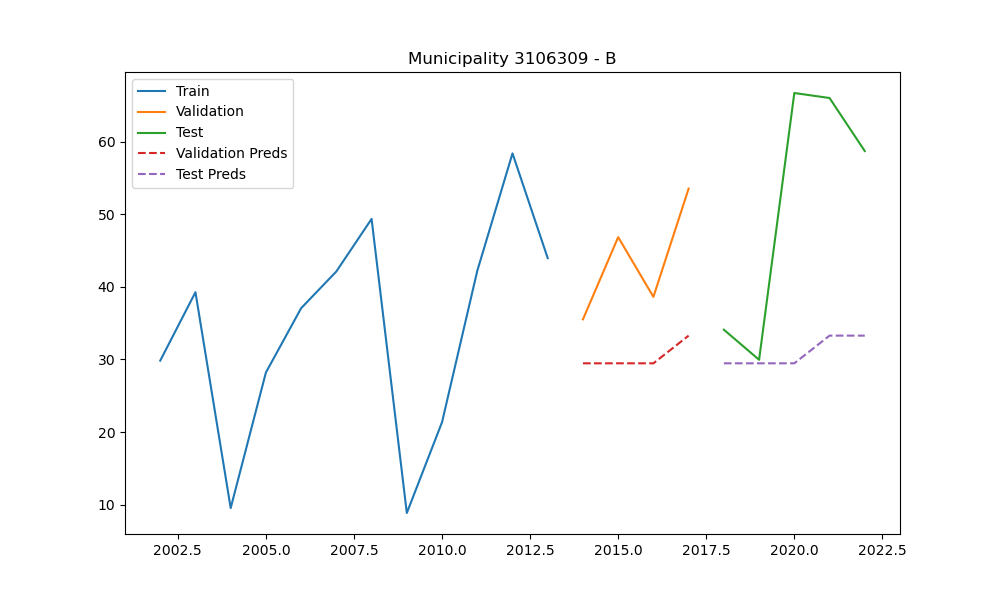 Municipality 3106309 - B
Train
Validation
Test
Validation Preds
Test Preds
60
50
40
30
20
10
2002.5 2005.0 2007.5 2010.0 2012.5 2015.0 2017.5 2020.0 2022.5